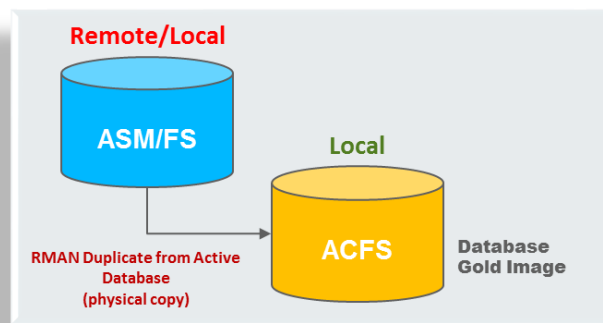 Remote/Local
ASM/FS
Local
ACFS
Database
Gold Image
RMAN Duplicate from Active
Database
(physical copy)